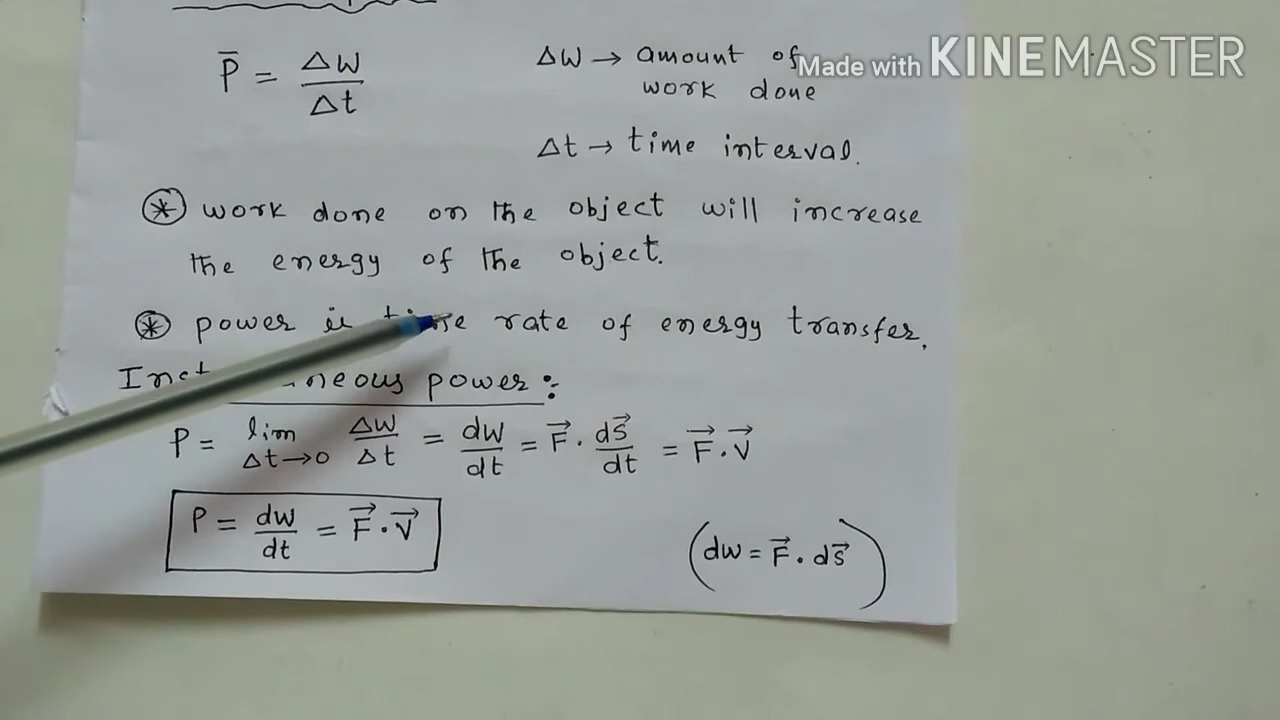 P̄ = ΔW / Δt
ΔW → amount of work done
Made with KINEMASTER
Δt → time interval.
* work done on the object will increase
the energy of the object.
* power is time rate of energy transfer.
power :-
P = lim Δt→0 ΔW/Δt = dW/dt = F⃗ . dS⃗/dt = F⃗ . V⃗
P = dW/dt = F⃗ . V⃗
(dW = F⃗ . dS⃗)